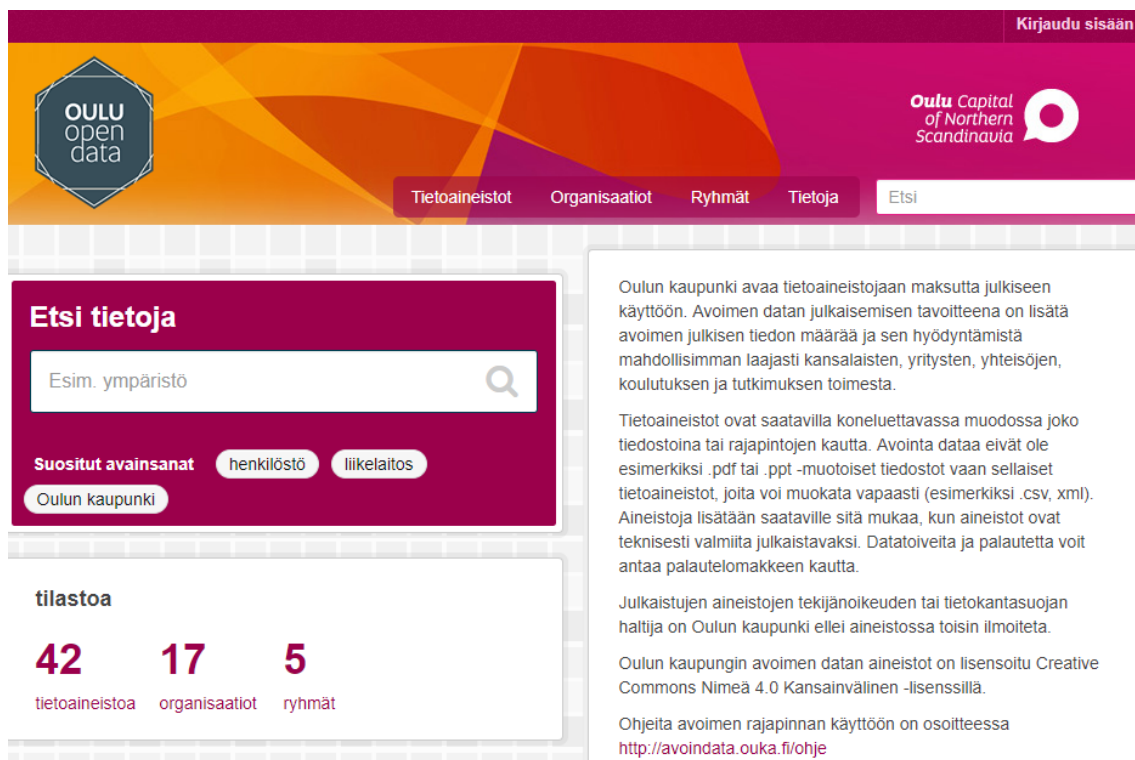 Kirjaudu sisään
OULU
open
data
Oulu Capital
of Northern
Scandinavia
Tietoaineistot Organisaatiot Ryhmät Tietoja Etsi
Etsi tietoja
Esim. ympäristö
Suositut avainsanat henkilöstö liikelaitos
Oulun kaupunki
tilastoa
42 17 5
tietoaineistoa organisaatiot ryhmät
Oulun kaupunki avaa tietoaineistojaan maksutta julkiseen
käyttöön. Avoimen datan julkaisemisen tavoitteena on lisätä
avoimen julkisen tiedon määrää ja sen hyödyntämistä
mahdollisimman laajasti kansalaisten, yritysten, yhteisöjen,
koulutuksen ja tutkimuksen toimesta.
Tietoaineistot ovat saatavilla koneluettavassa muodossa joko
tiedostoina tai rajapintojen kautta. Avointa dataa eivät ole
esimerkiksi .pdf tai .ppt -muotoiset tiedostot vaan sellaiset
tietoaineistot, joita voi muokata vapaasti (esimerkiksi .csv, xml).
Aineistoja lisätään saataville sitä mukaa, kun aineistot ovat
teknisesti valmiita julkaistavaksi. Datatoiveita ja palautetta voit
antaa palautelomakkeen kautta.
Julkaistujen aineistojen tekijänoikeuden tai tietokantasuojan
haltija on Oulun kaupunki ellei aineistossa toisin ilmoiteta.
Oulun kaupungin avoimen datan aineistot on lisensoitu Creative
Commons Nimeä 4.0 Kansainvälinen -lisenssillä.
Ohjeita avoimen rajapinnan käyttöön on osoitteessa
http://avoindata.ouka.fi/ohje